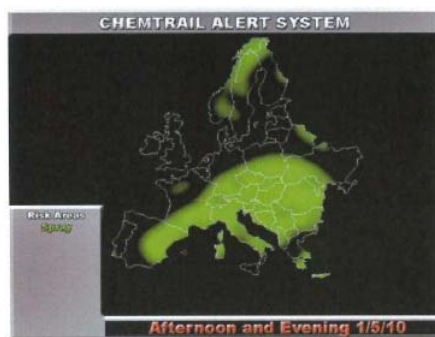 CHEMTRAIL ALERT SYSTEM
Risk Areas
Spray
Afternoon and Evening 1/5/10